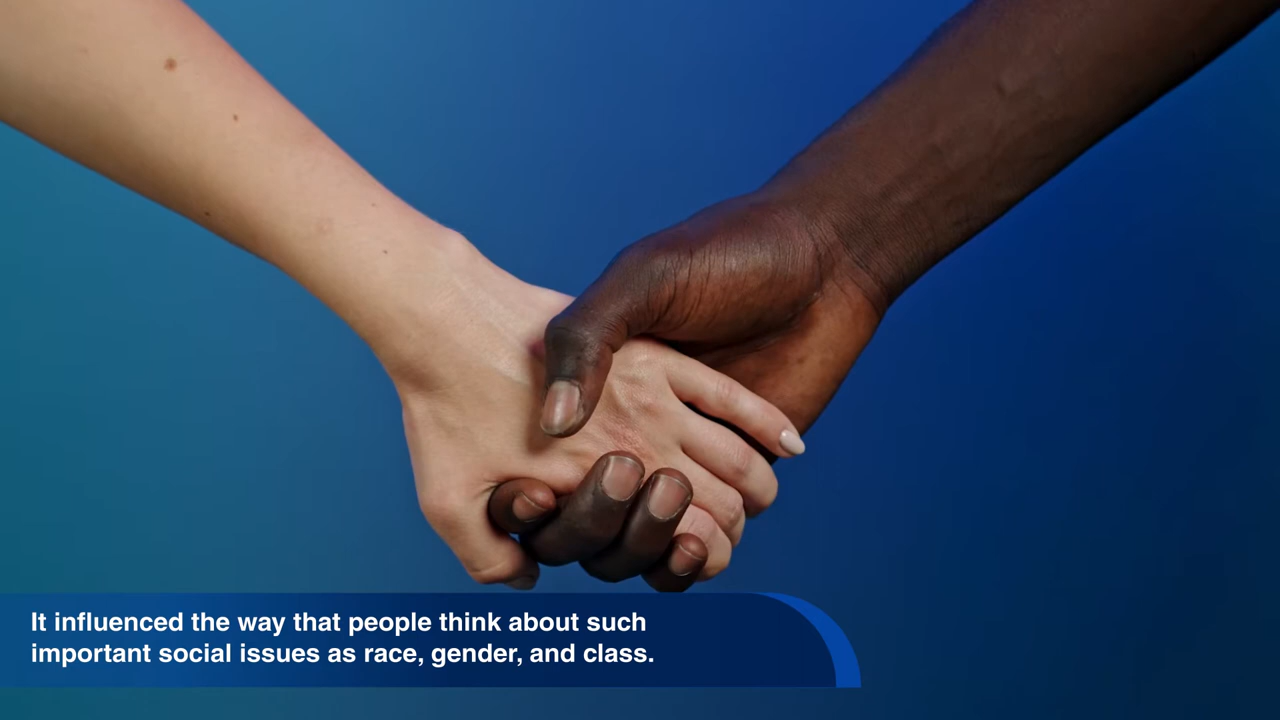 It influenced the way that people think about such
important social issues as race, gender, and class.